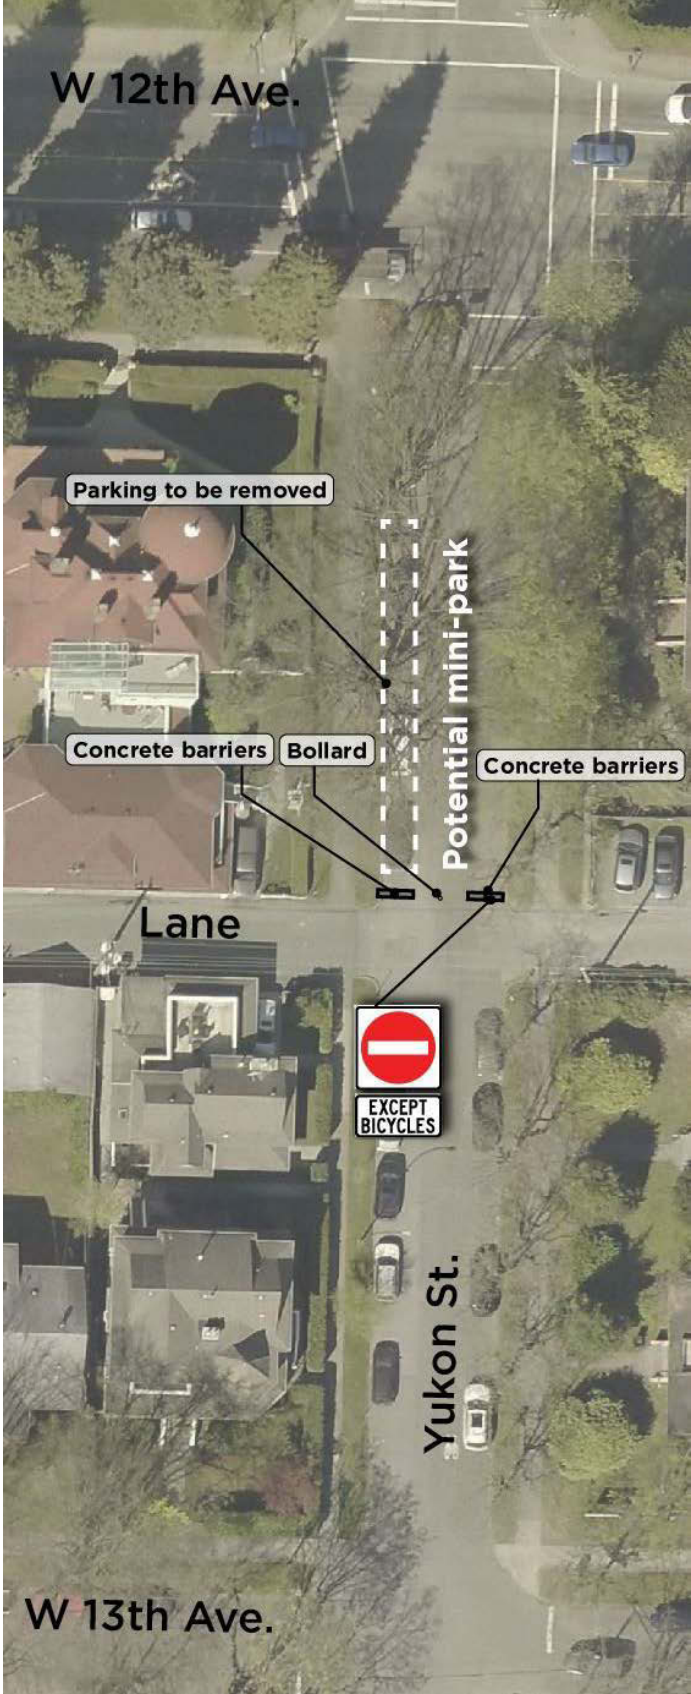 W 12th Ave.
Parking to be removed
Potential mini-park
Concrete barriers
Bollard
Concrete barriers
Lane
EXCEPT
BICYCLES
Yukon St.
W 13th Ave.